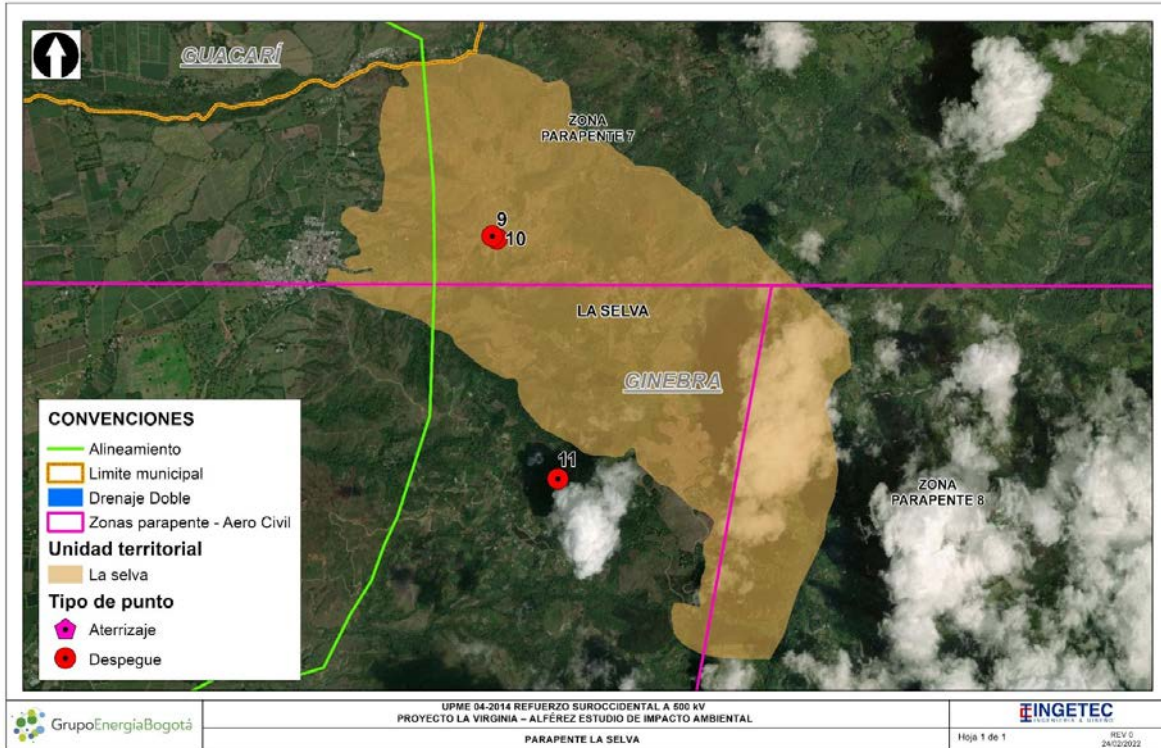 GUACARÍ
ZONA
PARAPENTE 7
9
10
LA SELVA
GINEBRA
11
ZONA
PARAPENTE 8
CONVENCIONES
Alineamiento
Limite municipal
Drenaje Doble
Zonas parapente - Aero Civil
Unidad territorial
La selva
Tipo de punto
Aterrizaje
Despegue
GrupoEnergíaBogotá
UPME 04-2014 REFUERZO SUROCCIDENTAL A 500 kV
PROYECTO LA VIRGINIA – ALFÉREZ ESTUDIO DE IMPACTO AMBIENTAL
PARAPENTE LA SELVA
INGETEC
INGENIERÍA & DISEÑO
Hoja 1 de 1
REV 0
24/02/2022